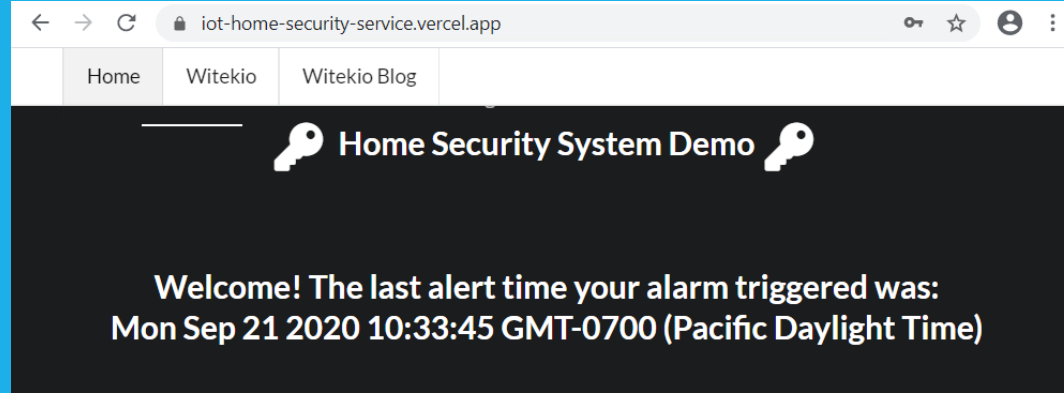 iot-home-security-service.vercel.app
Home Witekio Witekio Blog
Home Security System Demo
Welcome! The last alert time your alarm triggered was:
Mon Sep 21 2020 10:33:45 GMT-0700 (Pacific Daylight Time)